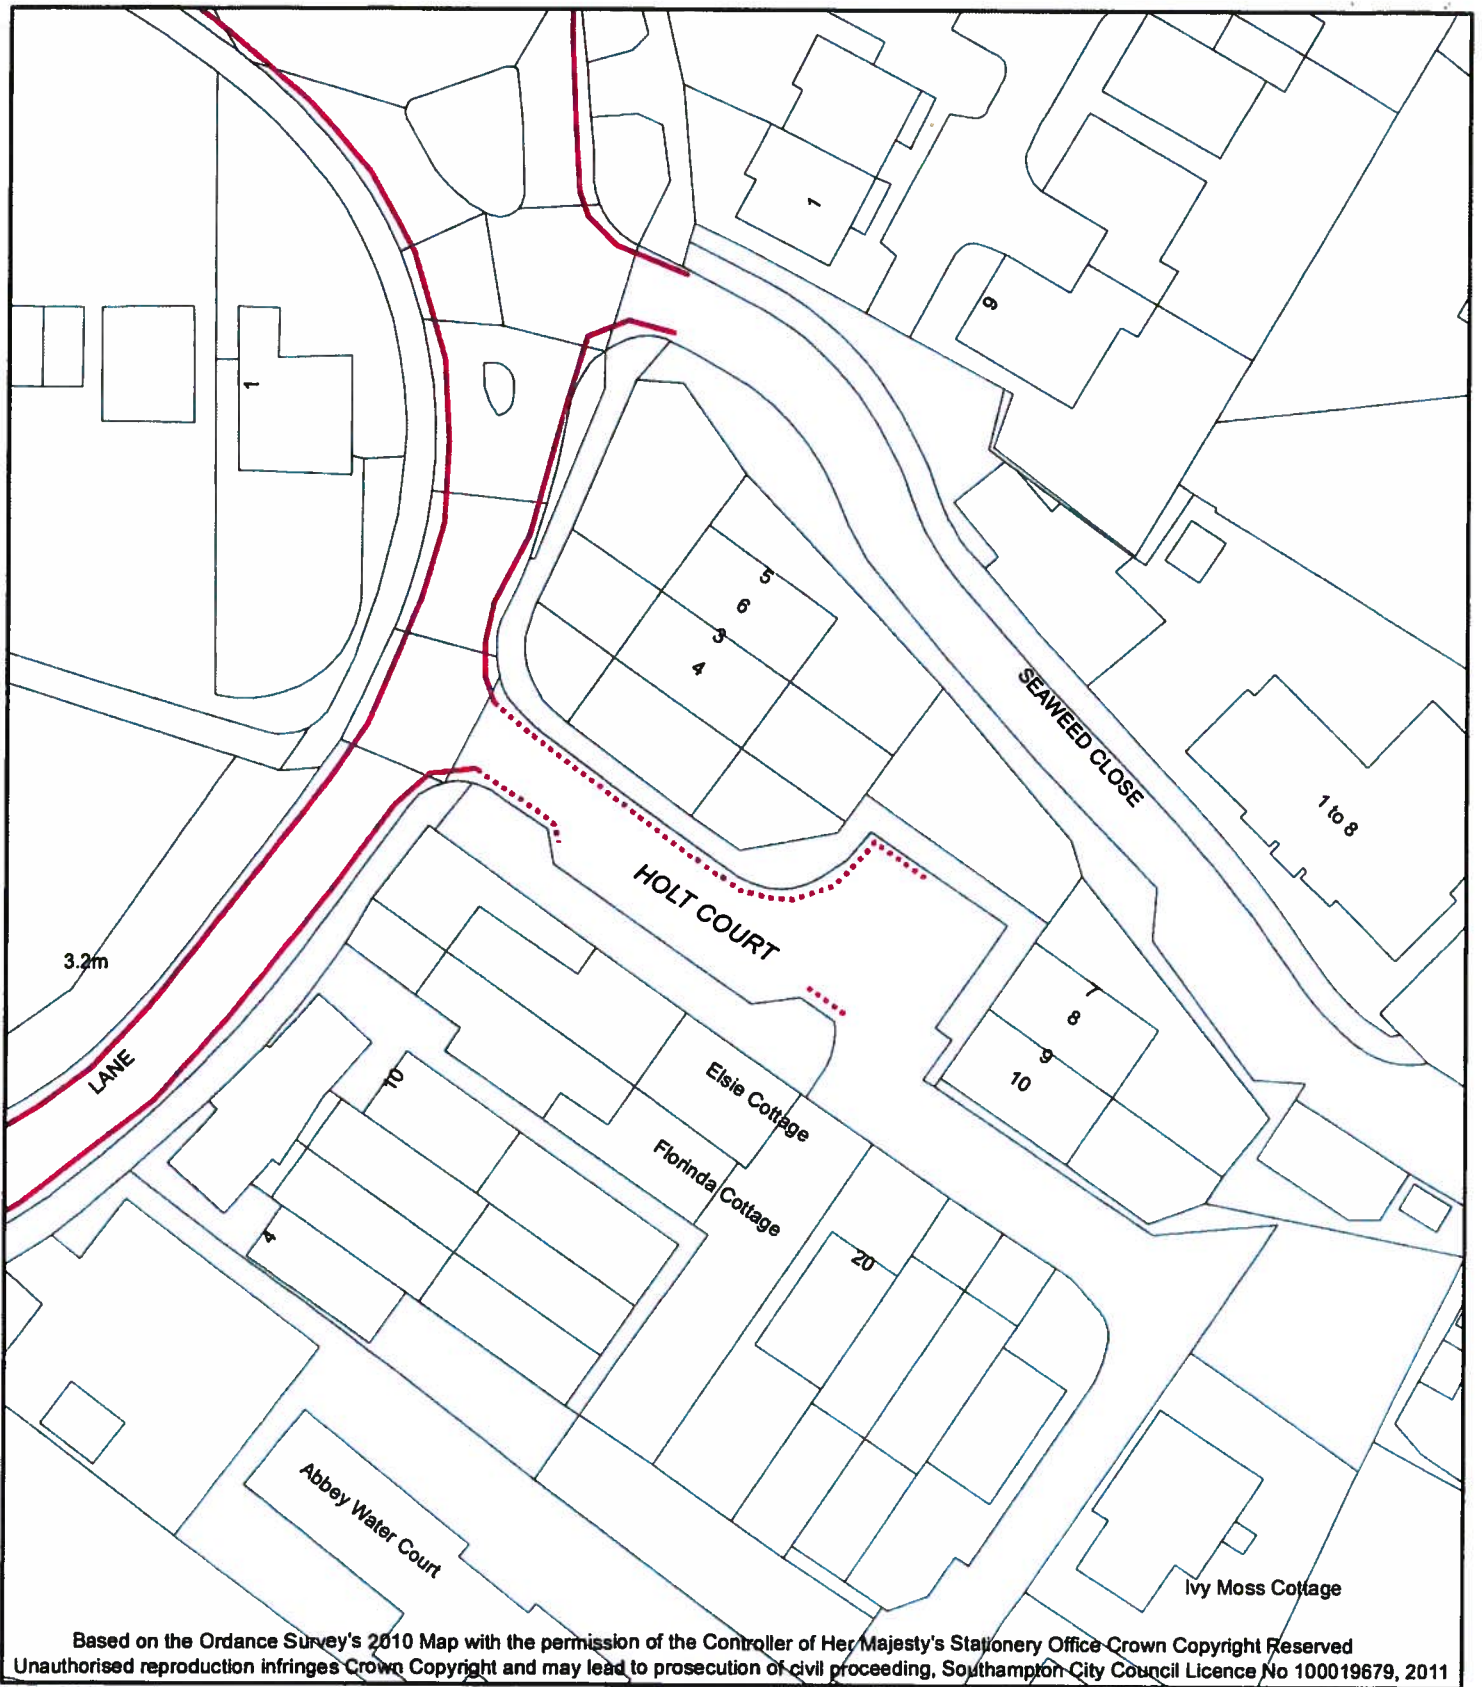 1
9
1
5
6
3
4
SEAWEED CLOSE
1 to 8
HOLT COURT
3.2m
LANE
7
8
9
10
10
Elsie Cottage
Florinda Cottage
4
20
Abbey Water Court
Ivy Moss Cottage
Based on the Ordance Survey's 2010 Map with the permission of the Controller of Her Majesty's Stationery Office Crown Copyright Reserved
Unauthorised reproduction infringes Crown Copyright and may lead to prosecution of civil proceeding, Southampton City Council Licence No 100019679, 2011